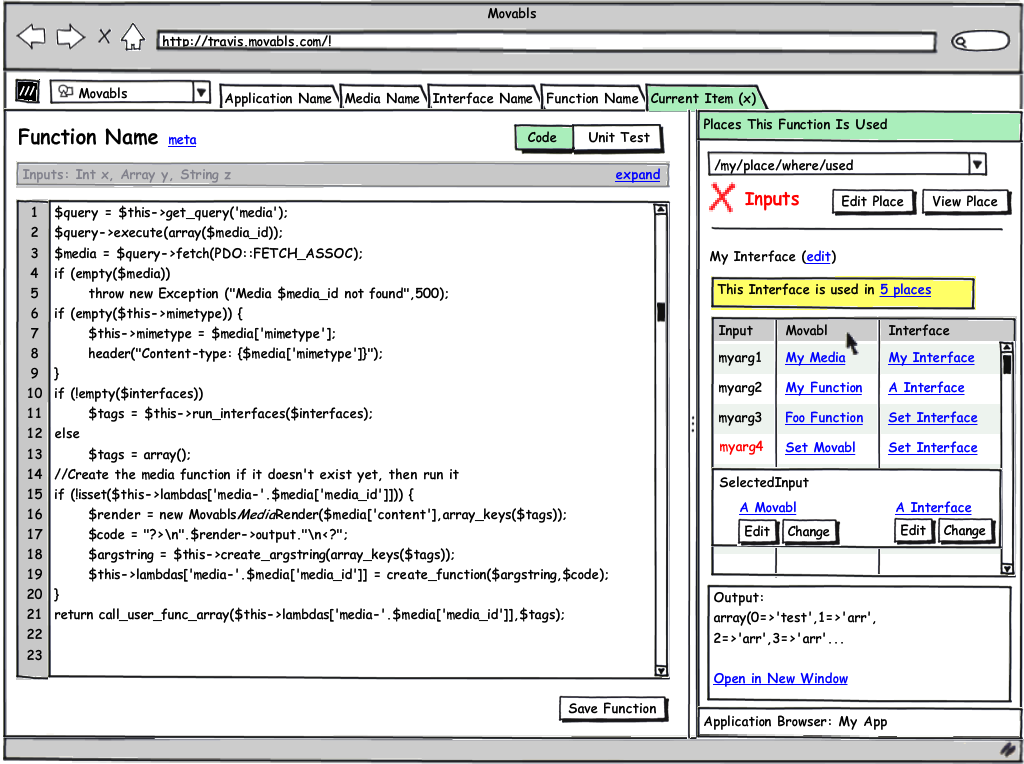 Movabls
http://travis.movabls.com/!
Movabls
Application Name
Media Name
Interface Name
Function Name
Current Item (x)
Function Name meta
Code
Unit Test
Inputs: Int x, Array y, String z
expand
1 $query = $this->get_query('media');
2 $query->execute(array($media_id));
3 $media = $query->fetch(PDO::FETCH_ASSOC);
4 if (empty($media))
5 throw new Exception ("Media $media_id not found",500);
6 if (empty($this->mimetype)) {
7 $this->mimetype = $media['mimetype'];
8 header("Content-type: {$media['mimetype']}");
9 }
10 if (!empty($interfaces))
11 $tags = $this->run_interfaces($interfaces);
12 else
13 $tags = array();
14 //Create the media function if it doesn't exist yet, then run it
15 if (!isset($this->lambdas['media-'.$media['media_id']])) {
16 $render = new MovablsMediaRender($media['content'],array_keys($tags));
17 $code = "?>\n".$render->output."\n<?";
18 $argstring = $this->create_argstring(array_keys($tags));
19 $this->lambdas['media-'.$media['media_id']] = create_function($argstring,$code);
20 }
21 return call_user_func_array($this->lambdas['media-'.$media['media_id']],$tags);
22
23
Save Function
Places This Function Is Used
/my/place/where/used
X Inputs
Edit Place
View Place
My Interface (edit)
This Interface is used in 5 places
Input Movabl Interface
myarg1 My Media My Interface
myarg2 My Function A Interface
myarg3 Foo Function Set Interface
myarg4 Set Movabl Set Interface
SelectedInput
A Movabl A Interface
Edit Change Edit Change
Output:
array(0=>'test',1=>'arr',
2=>'arr',3=>'arr'...
Open in New Window
Application Browser: My App